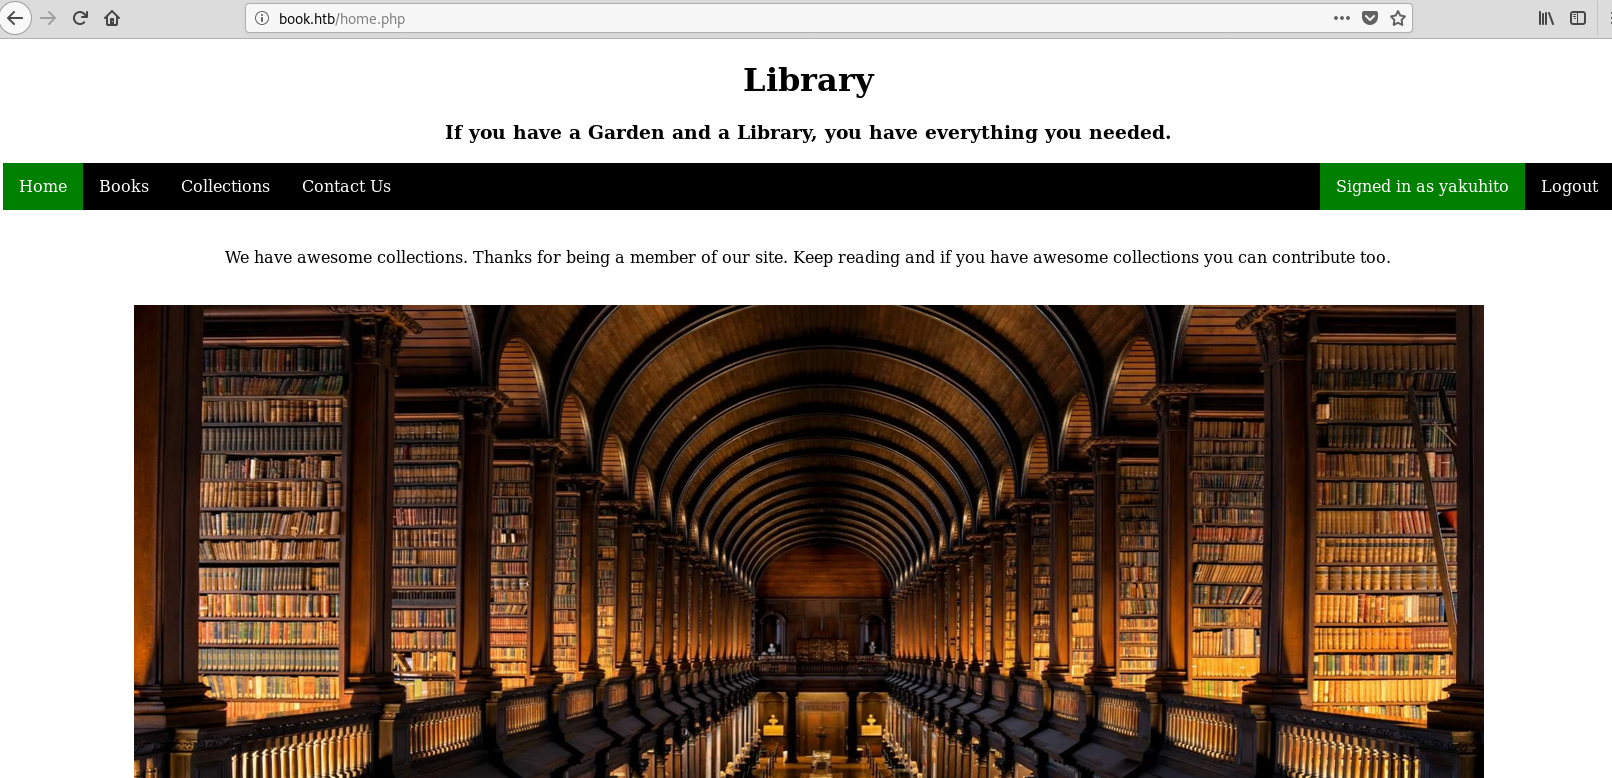 book.htb/home.php
Library
If you have a Garden and a Library, you have everything you needed.
Home Books Collections Contact Us Signed in as yakuhito Logout
We have awesome collections. Thanks for being a member of our site. Keep reading and if you have awesome collections you can contribute too.